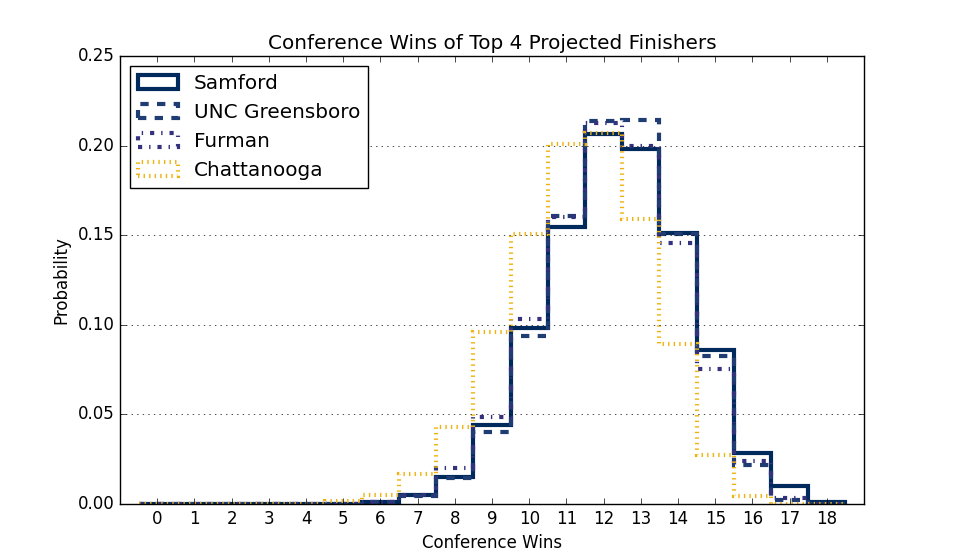 Conference Wins of Top 4 Projected Finishers
0.25
0.20
0.15
0.10
0.05
0.00
Probability
Samford
UNC Greensboro
Furman
Chattanooga
0 1 2 3 4 5 6 7 8 9 10 11 12 13 14 15 16 17 18
Conference Wins